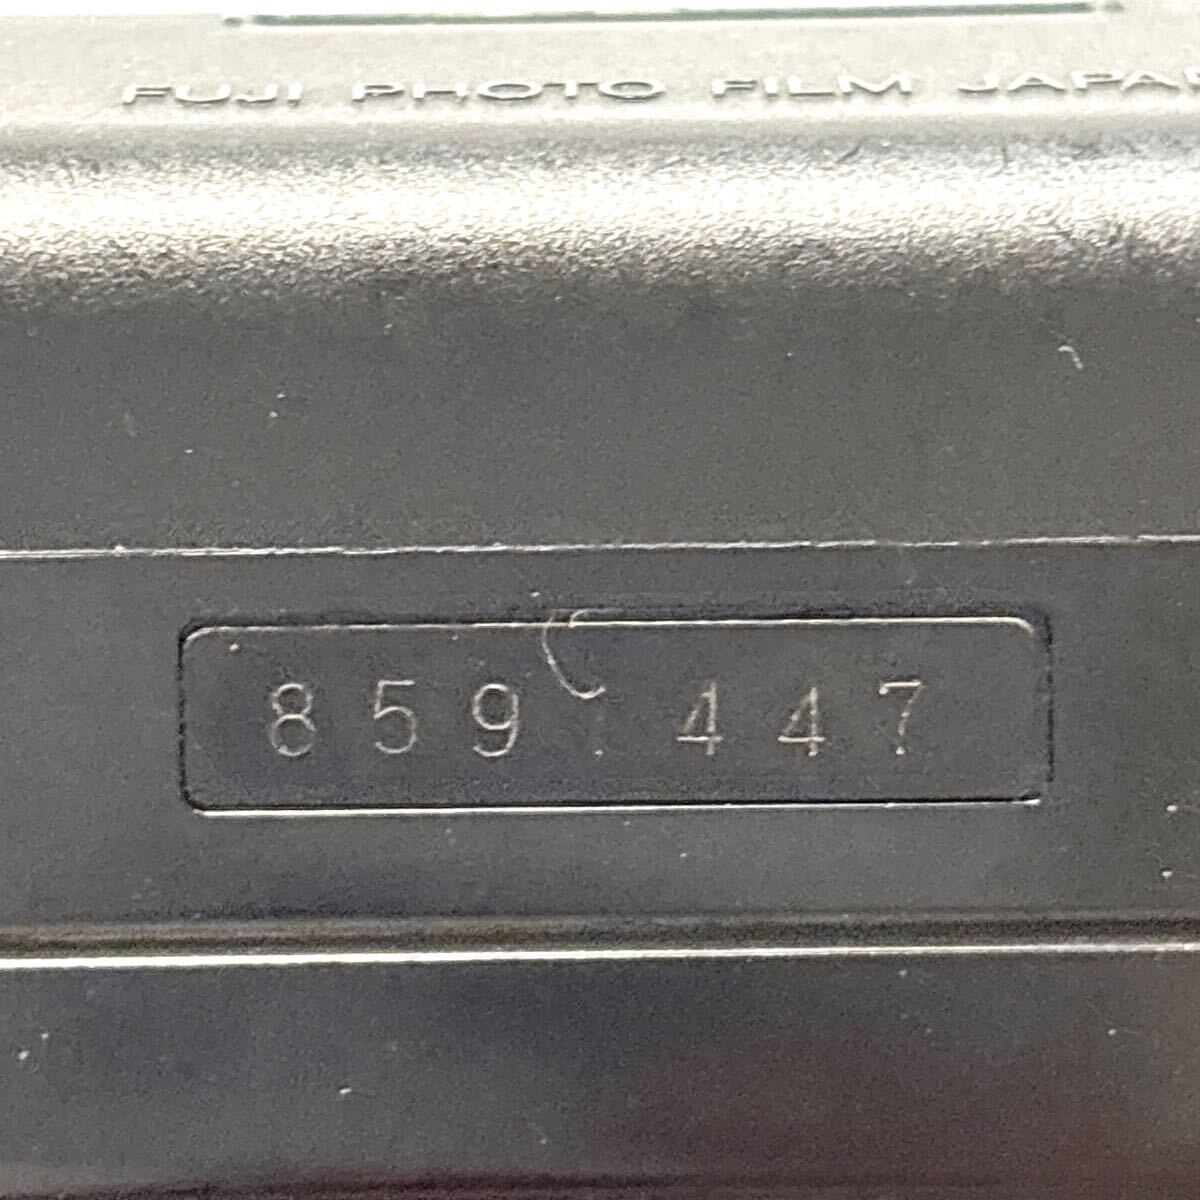 FUJI PHOTO FILM JAPAN
859 447